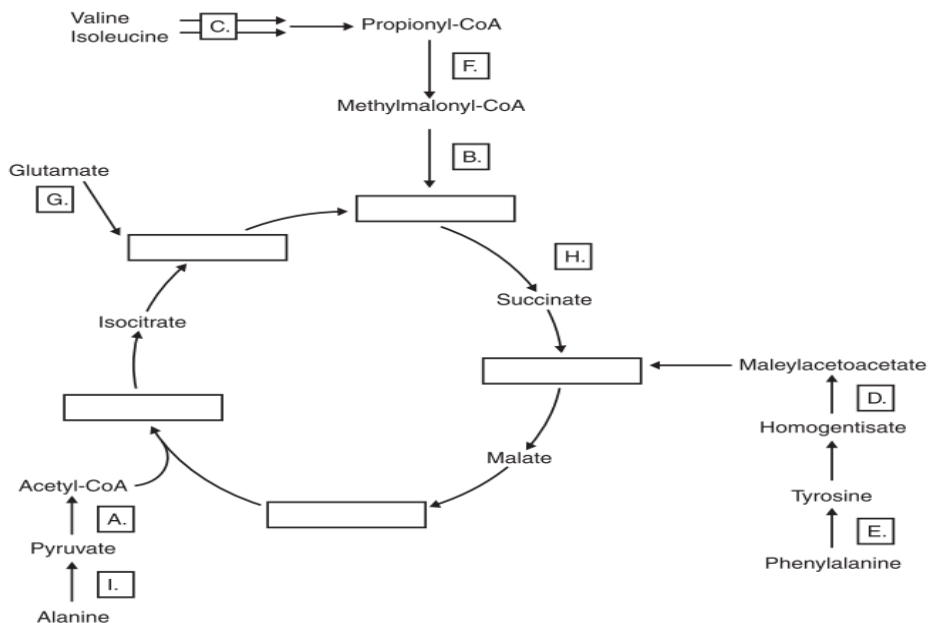 Valine
Isoleucine
C.
Propionyl-CoA
F.
Methylmalonyl-CoA
B.
Glutamate
G.
H.
Succinate
Isocitrate
Maleylacetoacetate
D.
Homogentisate
Malate
Acetyl-CoA
Tyrosine
A.
E.
Pyruvate
Phenylalanine
I.
Alanine